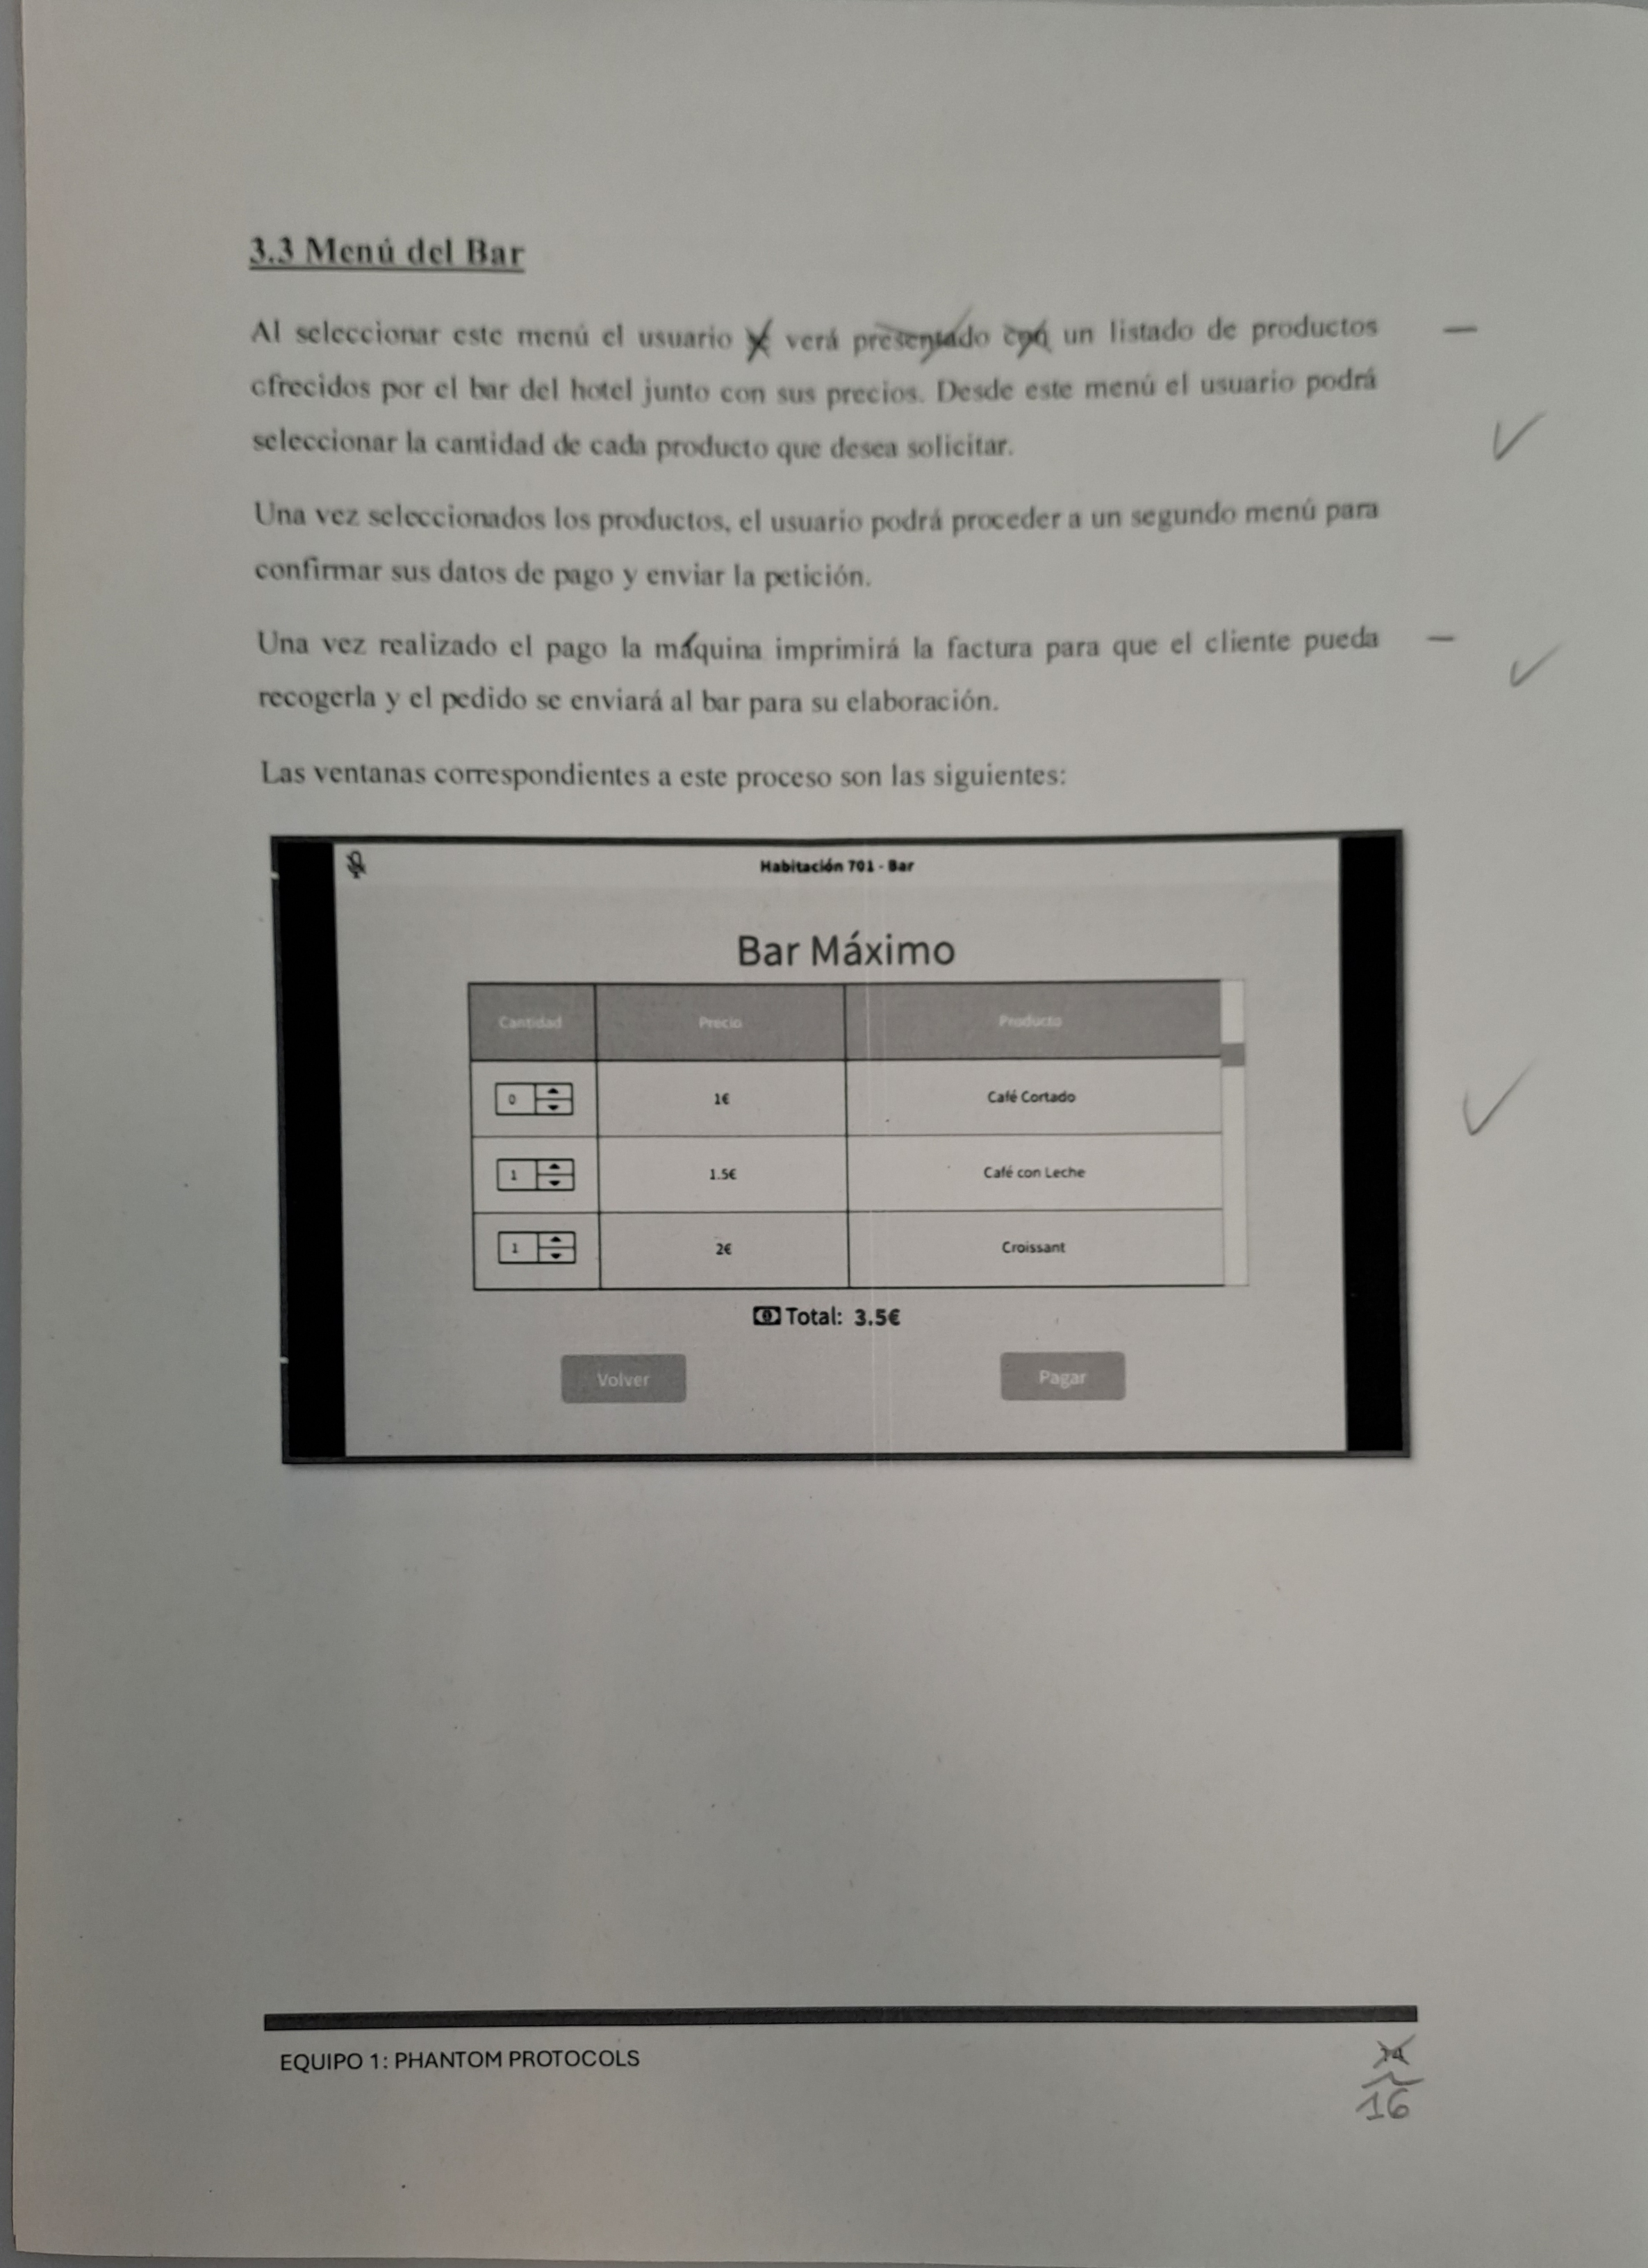 3.3 Menú del Bar
Al seleccionar este menú el usuario verá presentado con un listado de productos
ofrecidos por el bar del hotel junto con sus precios. Desde este menú el usuario podrá
seleccionar la cantidad de cada producto que desea solicitar.
Una vez seleccionados los productos, el usuario podrá proceder a un segundo menú para
confirmar sus datos de pago y enviar la petición.
Una vez realizado el pago la máquina imprimirá la factura para que el cliente pueda
recogerla y el pedido se enviará al bar para su elaboración.
Las ventanas correspondientes a este proceso son las siguientes:
Habitación 701 - Bar
Bar Máximo
Cantidad Precio Producto
0 1€ Café Cortado
1 1.5€ Café con Leche
1 2€ Croissant
Total: 3.5€
Volver Pagar
EQUIPO 1: PHANTOM PROTOCOLS
16